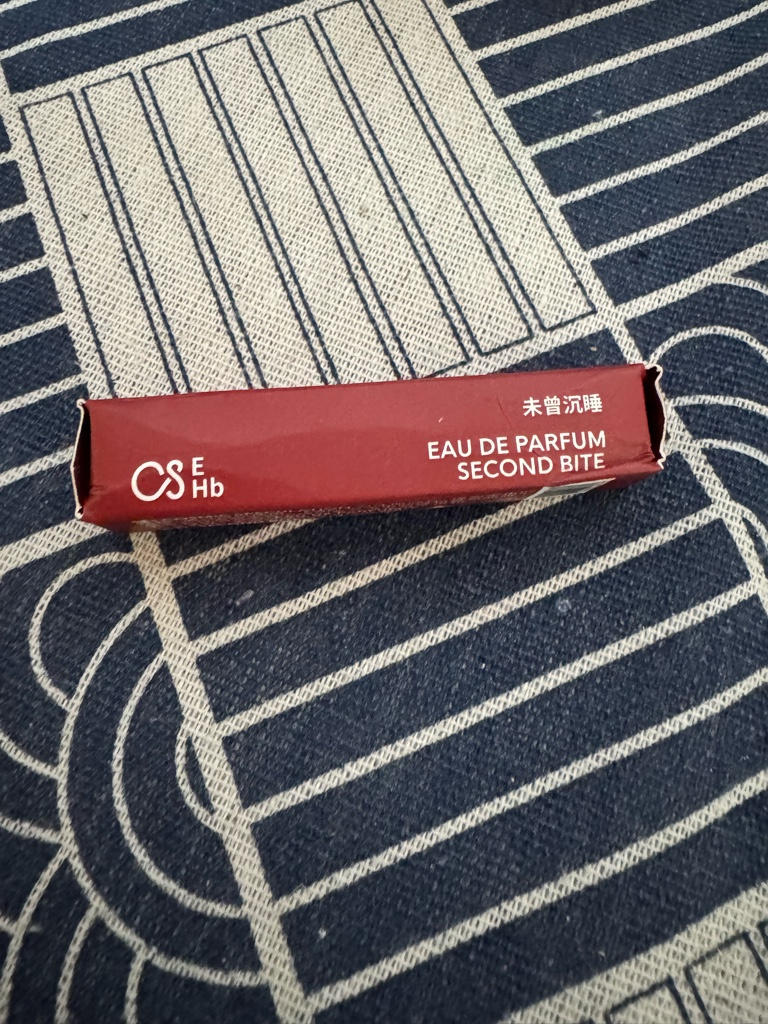 未曾沉睡
EAU DE PARFUM
SECOND BITE
CS E
Hb